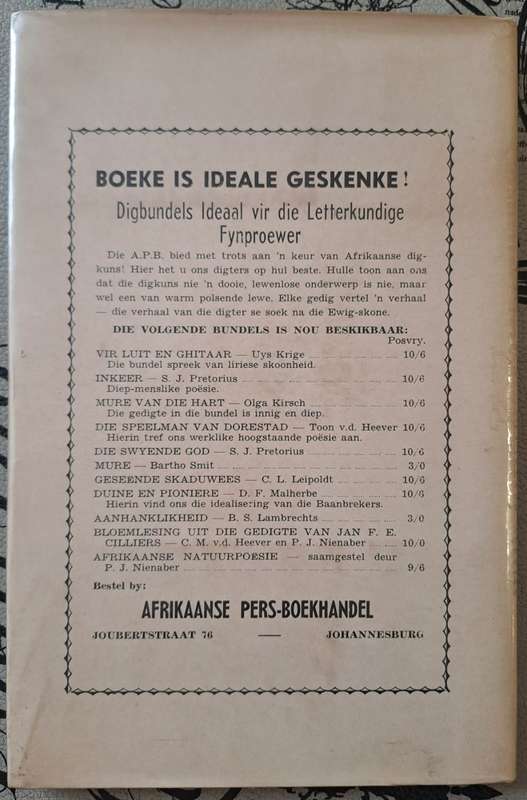 BOEKE IS IDEALE GESKENKE!
Digbundels Ideaal vir die Letterkundige
Fynproewer
Die A.P.B. bied met trots aan 'n keur van Afrikaanse dig-
kuns! Hier het u ons digters op hul beste. Hulle toon aan ons
dat die digkuns nie 'n dooie, lewenlose onderwerp is nie, maar
wel een van warm polsende lewe. Elke gedig vertel 'n verhaal
— die verhaal van die digter se soek na die Ewig-skone.
DIE VOLGENDE BUNDELS IS NOU BESKIKBAAR:
Posvry.
VIR LUIT EN GHITAAR — Uys Krige 10/6
Die bundel spreek van liriese skoonheid.
INKEER — S. J. Pretorius 10/6
Diep-menslike poësie.
MURE VAN DIE HART — Olga Kirsch 10/6
Die gedigte in die bundel is innig en diep.
DIE SPEELMAN VAN DORESTAD — Toon v.d. Heever 10/6
Hierin tref ons werklike hoogstaande poësie aan.
DIE SWYENDE GOD — S. J. Pretorius 10/6
MURE — Bartho Smit 3/0
GESEENDE SKADUWEES — C. L. Leipoldt 10/6
DUINE EN PIONIERE — D. F. Malherbe 10/6
Hierin vind ons die idealisering van die Baanbrekers.
AANHANKLIKHEID — B. S. Lambrechts 3/0
BLOEMLESING UIT DIE GEDIGTE VAN JAN F. E.
CILLIERS — C. M. v.d. Heever en P. J. Nienaber 10/0
AFRIKAANSE NATUURPOËSIE — saamgestel deur
P. J. Nienaber 9/6
Bestel by:
AFRIKAANSE PERS-BOEKHANDEL
JOUBERTSTRAAT 76 — JOHANNESBURG